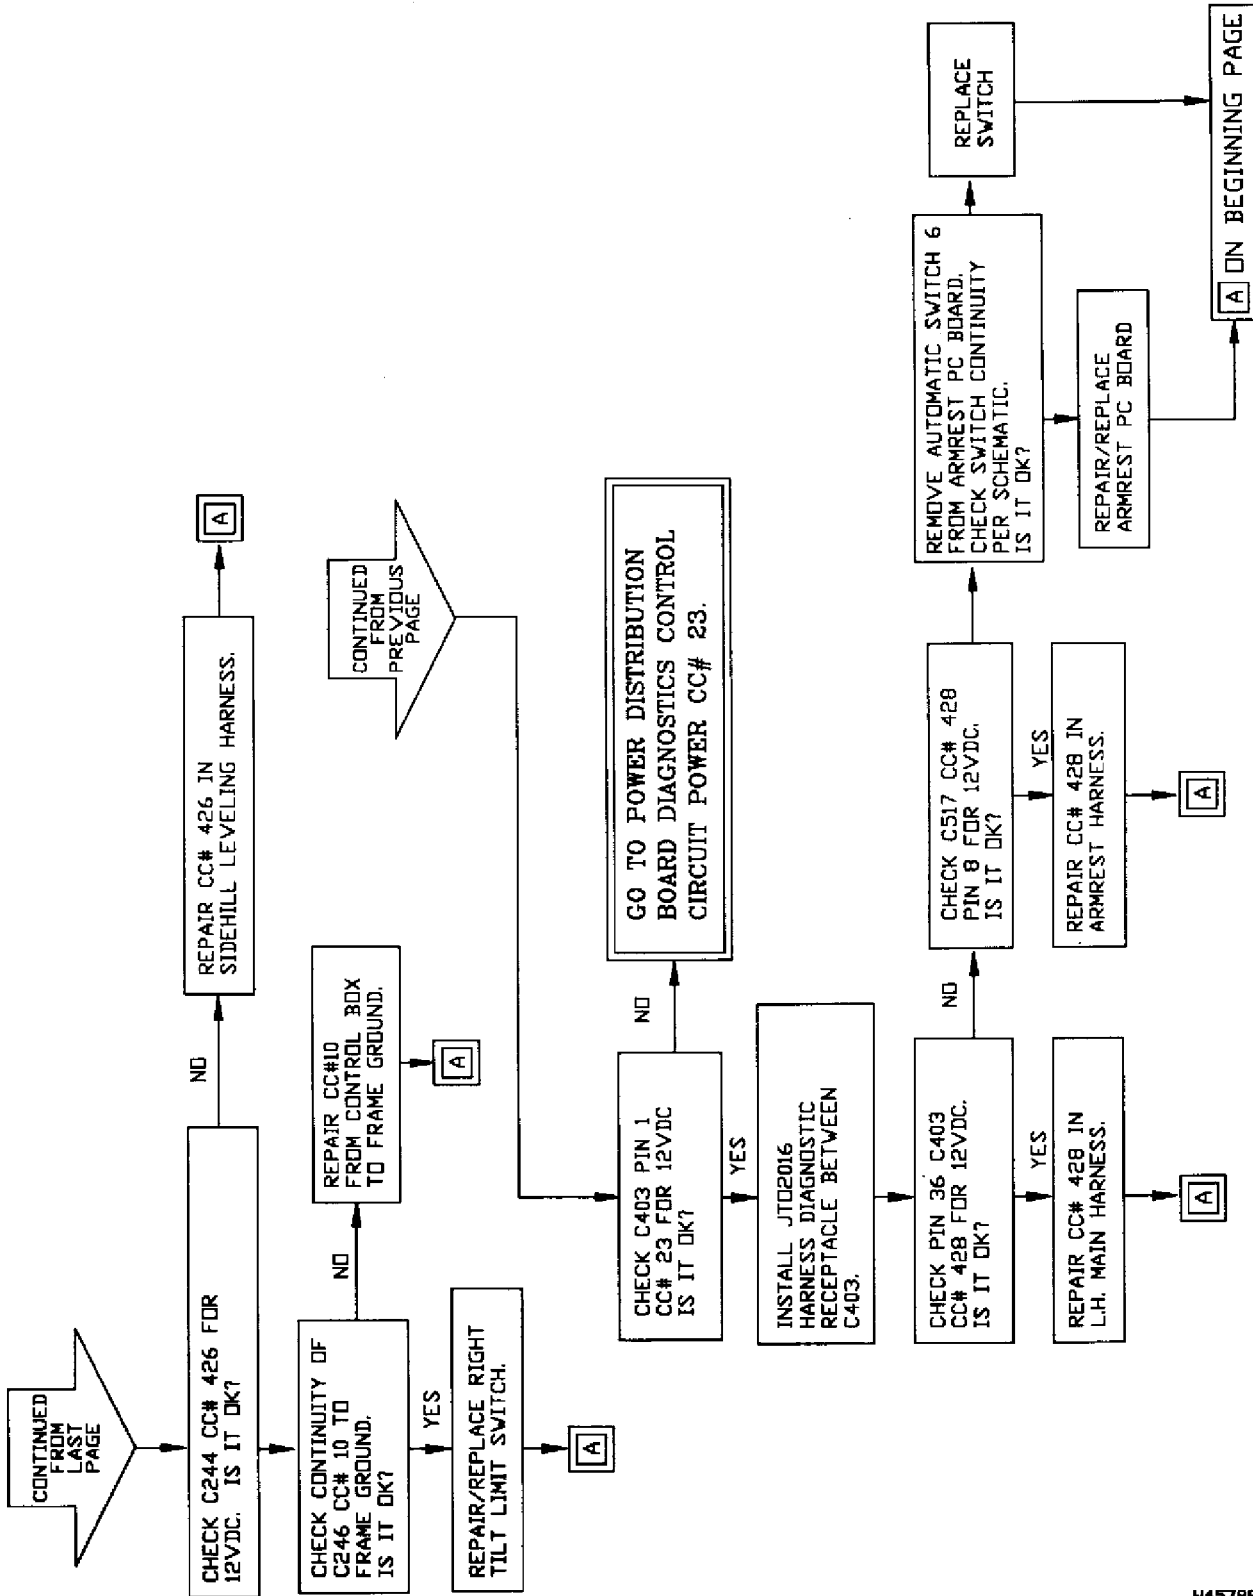 CONTINUED
FROM
LAST
PAGE
CHECK C244 CC# 426 FOR
12VDC. IS IT OK?
NO
REPAIR CC# 426 IN
SIDEHILL LEVELING HARNESS.
A
CHECK CONTINUITY OF
C246 CC# 10 TO
FRAME GROUND.
IS IT OK?
NO
REPAIR CC#10
FROM CONTROL BOX
TO FRAME GROUND.
A
YES
REPAIR/REPLACE RIGHT
TILT LIMIT SWITCH.
A
CONTINUED
FROM
PREVIOUS
PAGE
CHECK C403 PIN 1
CC# 23 FOR 12VDC
IS IT OK?
NO
GO TO POWER DISTRIBUTION
BOARD DIAGNOSTICS CONTROL
CIRCUIT POWER CC# 23.
YES
INSTALL JT02016
HARNESS DIAGNOSTIC
RECEPTACLE BETWEEN
C403.
CHECK PIN 36 C403
CC# 428 FOR 12VDC.
IS IT OK?
NO
CHECK C517 CC# 428
PIN 8 FOR 12VDC.
IS IT OK?
REMOVE AUTOMATIC SWITCH 6
FROM ARMREST PC BOARD.
CHECK SWITCH CONTINUITY
PER SCHEMATIC.
IS IT OK?
REPLACE
SWITCH
YES
REPAIR CC# 428 IN
L.H. MAIN HARNESS.
A
YES
REPAIR CC# 428 IN
ARMREST HARNESS.
A
REPAIR/REPLACE
ARMREST PC BOARD
A ON BEGINNING PAGE